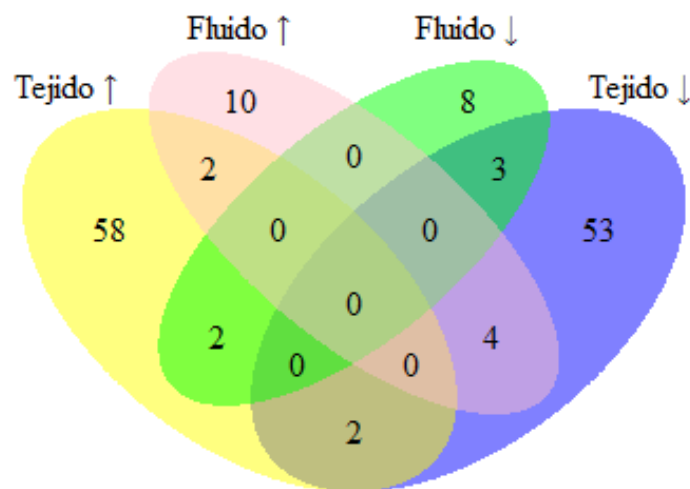 Fluido ↑ Fluido ↓
Tejido ↑ Tejido ↓
10 8
2 0 3
58 0 0 53
0
2 0 0 4
2